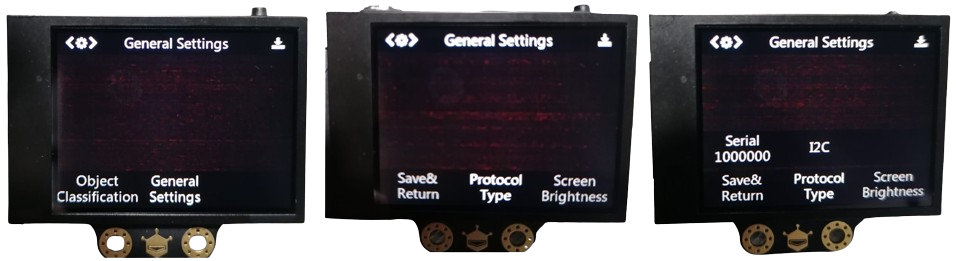 General Settings
Object Classification
General Settings
General Settings
Save& Return
Protocol Type
Screen Brightness
General Settings
Serial 1000000
I2C
Save& Return
Protocol Type
Screen Brightness